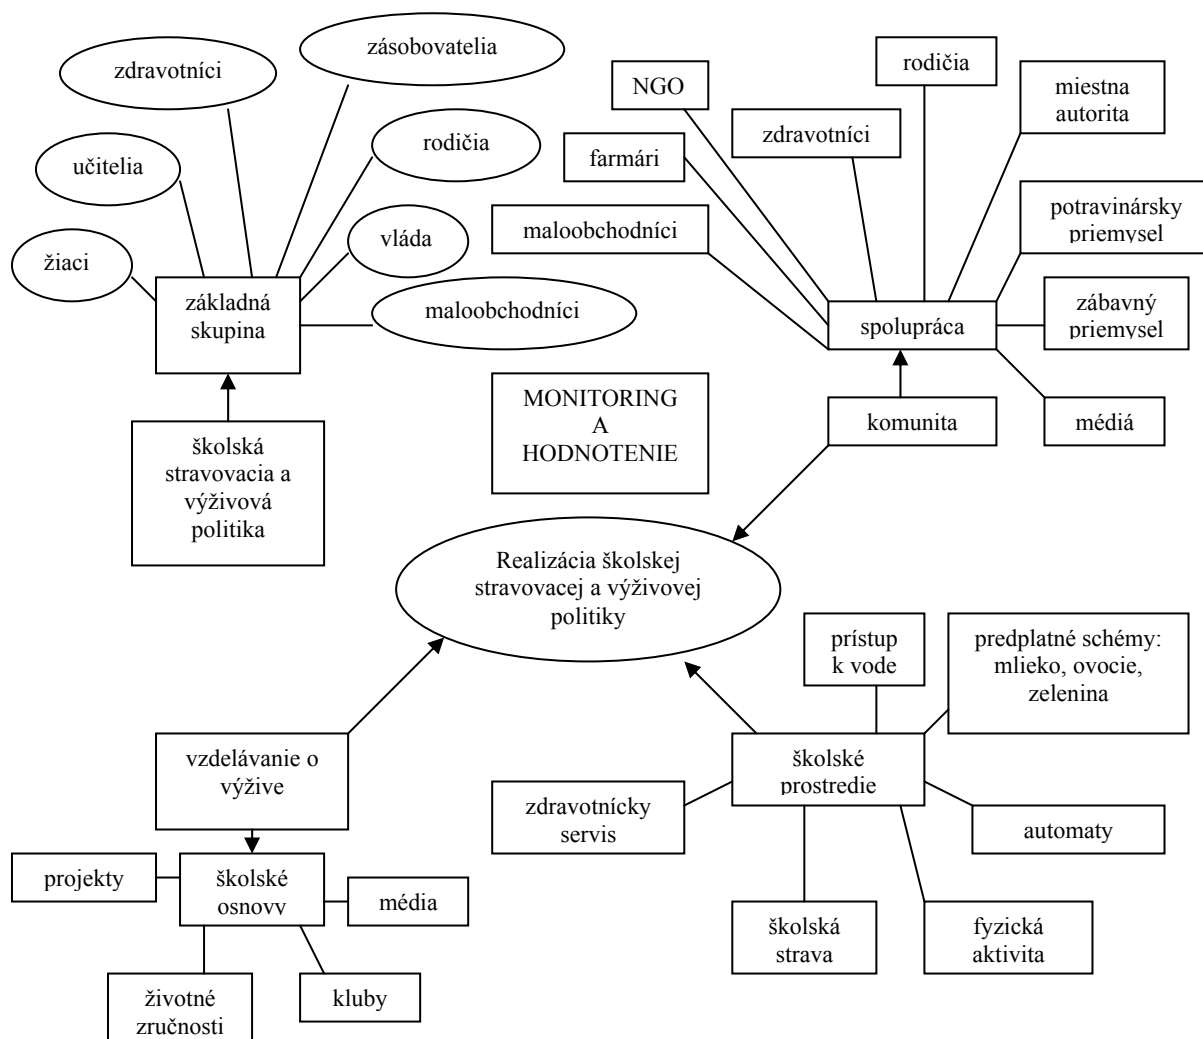 zásobovatelia
zdravotníci
učitelia
žiaci
rodičia
vláda
maloobchodníci
základná
skupina
školská
stravovacia a
výživová
politika
NGO
rodičia
miestna
autorita
zdravotníci
farmári
maloobchodníci
potravinársky
priemysel
zábavný
priemysel
spolupráca
komunita
médiá
MONITORING
A
HODNOTENIE
Realizácia školskej
stravovacej a výživovej
politiky
prístup
k vode
predplatné schémy:
mlieko, ovocie,
zelenina
školské
prostredie
zdravotnícky
servis
automaty
školská
strava
fyzická
aktivita
vzdelávanie o
výžive
projekty
školské
osnovy
média
životné
zručnosti
kluby